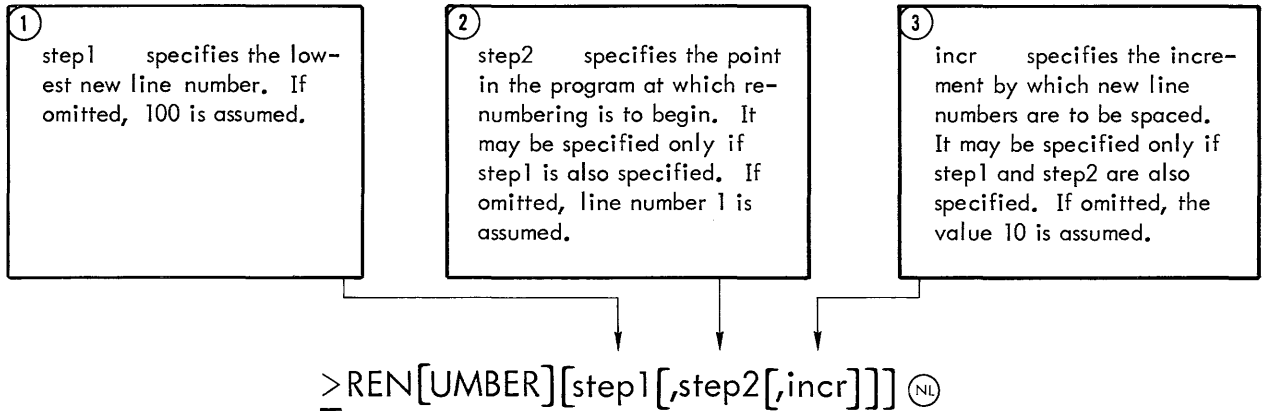 1
step1 specifies the low-
est new line number. If
omitted, 100 is assumed.
2
step2 specifies the point
in the program at which re-
numbering is to begin. It
may be specified only if
step1 is also specified. If
omitted, line number 1 is
assumed.
3
incr specifies the incre-
ment by which new line
numbers are to be spaced.
It may be specified only if
step1 and step2 are also
specified. If omitted, the
value 10 is assumed.
>REN[UMBER][step1[,step2[,incr]]] NL